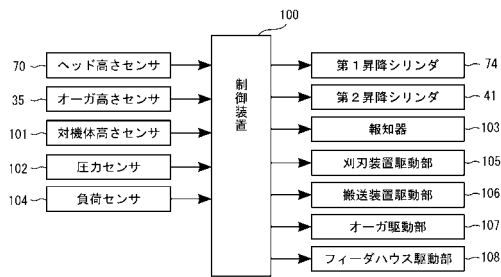 100
70 ヘッド高さセンサ
35 オーガ高さセンサ
101 対機体高さセンサ
102 圧力センサ
104 負荷センサ
制御装置
第1昇降シリンダ 74
第2昇降シリンダ 41
報知器 103
刈刃装置駆動部 105
搬送装置駆動部 106
オーガ駆動部 107
フィーダハウス駆動部 108